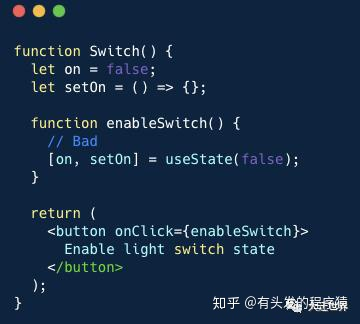 function Switch() {
  let on = false;
  let setOn = () => {};

  function enableSwitch() {
    // Bad
    [on, setOn] = useState(false);
  }

  return (
    <button onClick={enableSwitch}>
      Enable light switch state
    </button>
  );
}
知乎 @有头发的程序猿